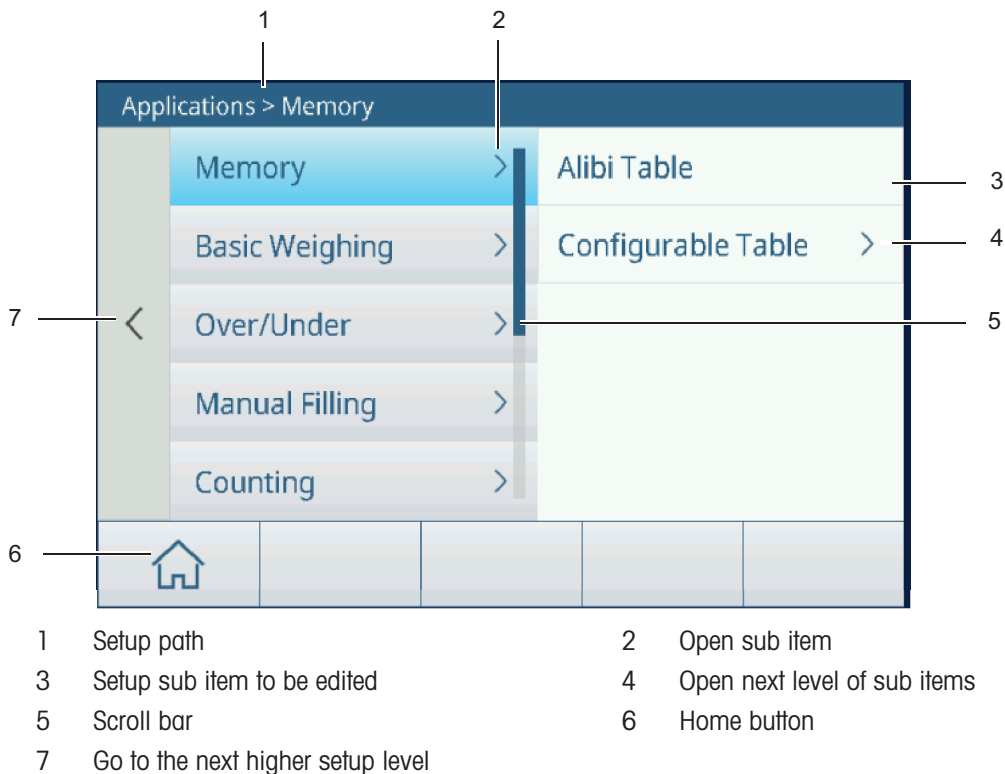 1 2
Applications > Memory
Memory > Alibi Table 3
Basic Weighing > Configurable Table > 4
7 < Over/Under > 5
Manual Filling >
Counting >
6
1 Setup path 2 Open sub item
3 Setup sub item to be edited 4 Open next level of sub items
5 Scroll bar 6 Home button
7 Go to the next higher setup level